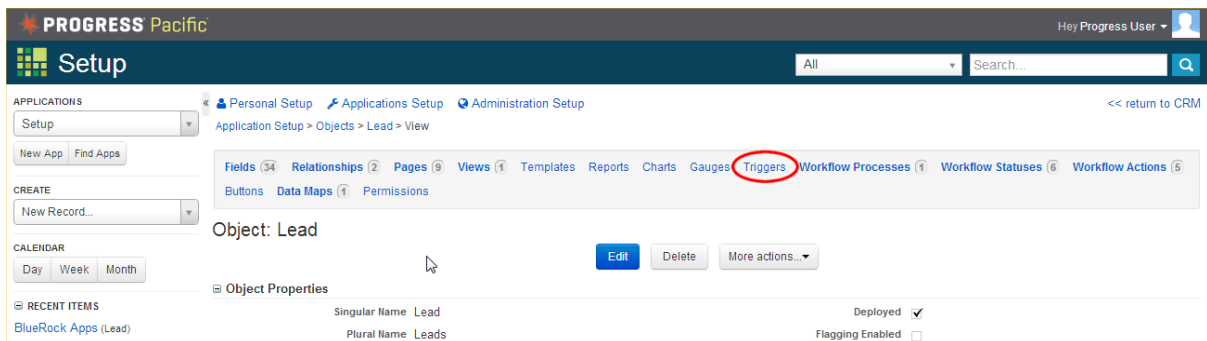 PROGRESS Pacific
Hey Progress User
Setup
All
Search...
APPLICATIONS
Setup
New App
Find Apps
CREATE
New Record...
CALENDAR
Day
Week
Month
RECENT ITEMS
BlueRock Apps (Lead)
Personal Setup
Applications Setup
Administration Setup
<< return to CRM
Application Setup > Objects > Lead > View
Fields 34 Relationships 2 Pages 9 Views 1 Templates Reports Charts Gauges Triggers Workflow Processes 1 Workflow Statuses 6 Workflow Actions 5
Buttons Data Maps 1 Permissions
Object: Lead
Edit
Delete
More actions...
Object Properties
Singular Name Lead
Deployed
Plural Name Leads
Flagging Enabled